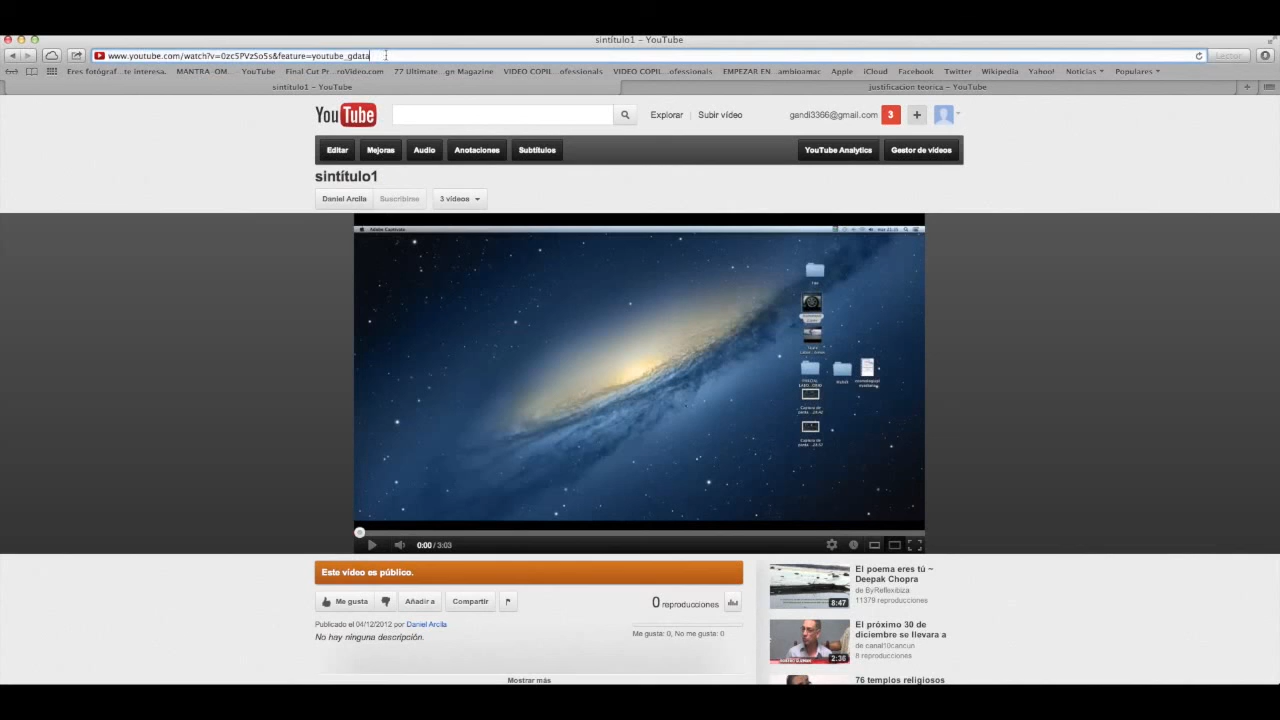 sintítulo1 – YouTube
www.youtube.com/watch?v=0zc5PVzSo5s&feature=youtube_gdata
Lector
Eres fotógraf...te interesa. MANTRA-OM... – YouTube Final Cut Pr...roVideo.com 77 Ultimate...gn Magazine VIDEO COPIL...ofessionals VIDEO COPIL...ofessionals EMPEZAR EN ...ambioamac Apple iCloud Facebook Twitter Wikipedia Yahoo! Noticias Populares
sintítulo1 – YouTube justificacion teorica – YouTube
YouTube Explorar Subir vídeo gandi3366@gmail.com 3
Editar Mejoras Audio Anotaciones Subtítulos YouTube Analytics Gestor de vídeos
sintítulo1
Daniel Arcila Suscribirse 3 vídeos
Adobe Captivate
0:00 / 3:03
Este vídeo es público.
Me gusta Añadir a Compartir
0 reproducciones
Publicado el 04/12/2012 por Daniel Arcila
Me gusta: 0, No me gusta: 0
No hay ninguna descripción.
Mostrar más
El poema eres tú ~
Deepak Chopra
de ByReflexibiza
11379 reproducciones
8:47
El próximo 30 de
diciembre se llevara a
de canal10cancun
8 reproducciones
2:36
76 templos religiosos